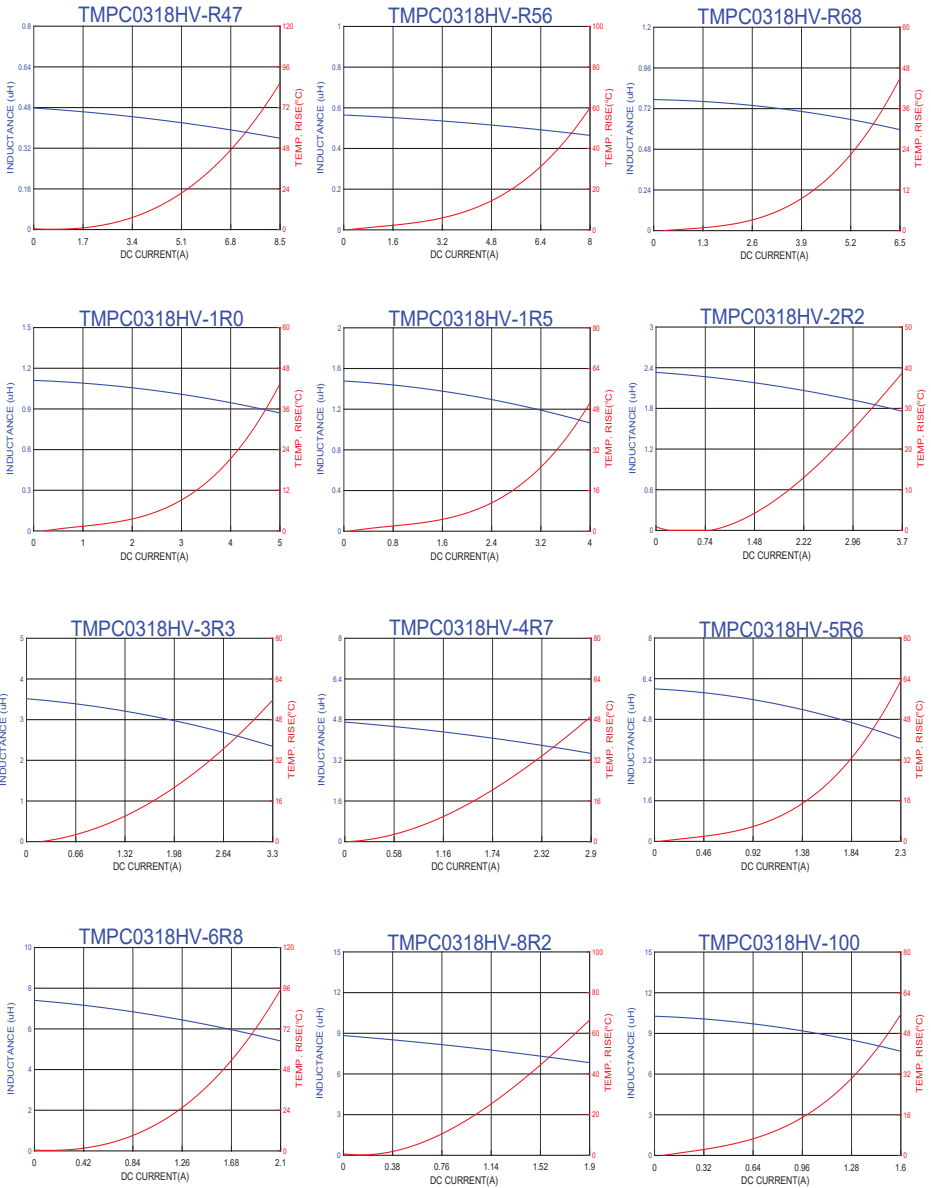 TMPC0318HV-R47
0.8 120
0.64 96
0.48 72
0.32 48
0.16 24
0 0
0 1.7 3.4 5.1 6.8 8.5
INDUCTANCE (uH)
TEMP. RISE(°C)
DC CURRENT(A)
TMPC0318HV-R56
1 100
0.8 80
0.6 60
0.4 40
0.2 20
0 0
0 1.6 3.2 4.8 6.4 8
INDUCTANCE (uH)
TEMP. RISE(°C)
DC CURRENT(A)
TMPC0318HV-R68
1.2 60
0.96 48
0.72 36
0.48 24
0.24 12
0 0
0 1.3 2.6 3.9 5.2 6.5
INDUCTANCE (uH)
TEMP. RISE(°C)
DC CURRENT(A)
TMPC0318HV-1R0
1.5 60
1.2 48
0.9 36
0.6 24
0.3 12
0 0
0 1 2 3 4 5
INDUCTANCE (uH)
TEMP. RISE(°C)
DC CURRENT(A)
TMPC0318HV-1R5
2 80
1.6 64
1.2 48
0.8 32
0.4 16
0 0
0 0.8 1.6 2.4 3.2 4
INDUCTANCE (uH)
TEMP. RISE(°C)
DC CURRENT(A)
TMPC0318HV-2R2
3 50
2.4 40
1.8 30
1.2 20
0.6 10
0 0
0 0.74 1.48 2.22 2.96 3.7
INDUCTANCE (uH)
TEMP. RISE(°C)
DC CURRENT(A)
TMPC0318HV-3R3
5 80
4 64
3 48
2 32
1 16
0 0
0 0.66 1.32 1.98 2.64 3.3
INDUCTANCE (uH)
TEMP. RISE(°C)
DC CURRENT(A)
TMPC0318HV-4R7
8 80
6.4 64
4.8 48
3.2 32
1.6 16
0 0
0 0.58 1.16 1.74 2.32 2.9
INDUCTANCE (uH)
TEMP. RISE(°C)
DC CURRENT(A)
TMPC0318HV-5R6
8 80
6.4 64
4.8 48
3.2 32
1.6 16
0 0
0 0.46 0.92 1.38 1.84 2.3
INDUCTANCE (uH)
TEMP. RISE(°C)
DC CURRENT(A)
TMPC0318HV-6R8
10 120
8 96
6 72
4 48
2 24
0 0
0 0.42 0.84 1.26 1.68 2.1
INDUCTANCE (uH)
TEMP. RISE(°C)
DC CURRENT(A)
TMPC0318HV-8R2
15 100
12 80
9 60
6 40
3 20
0 0
0 0.38 0.76 1.14 1.52 1.9
INDUCTANCE (uH)
TEMP. RISE(°C)
DC CURRENT(A)
TMPC0318HV-100
15 80
12 64
9 48
6 32
3 16
0 0
0 0.32 0.64 0.96 1.28 1.6
INDUCTANCE (uH)
TEMP. RISE(°C)
DC CURRENT(A)